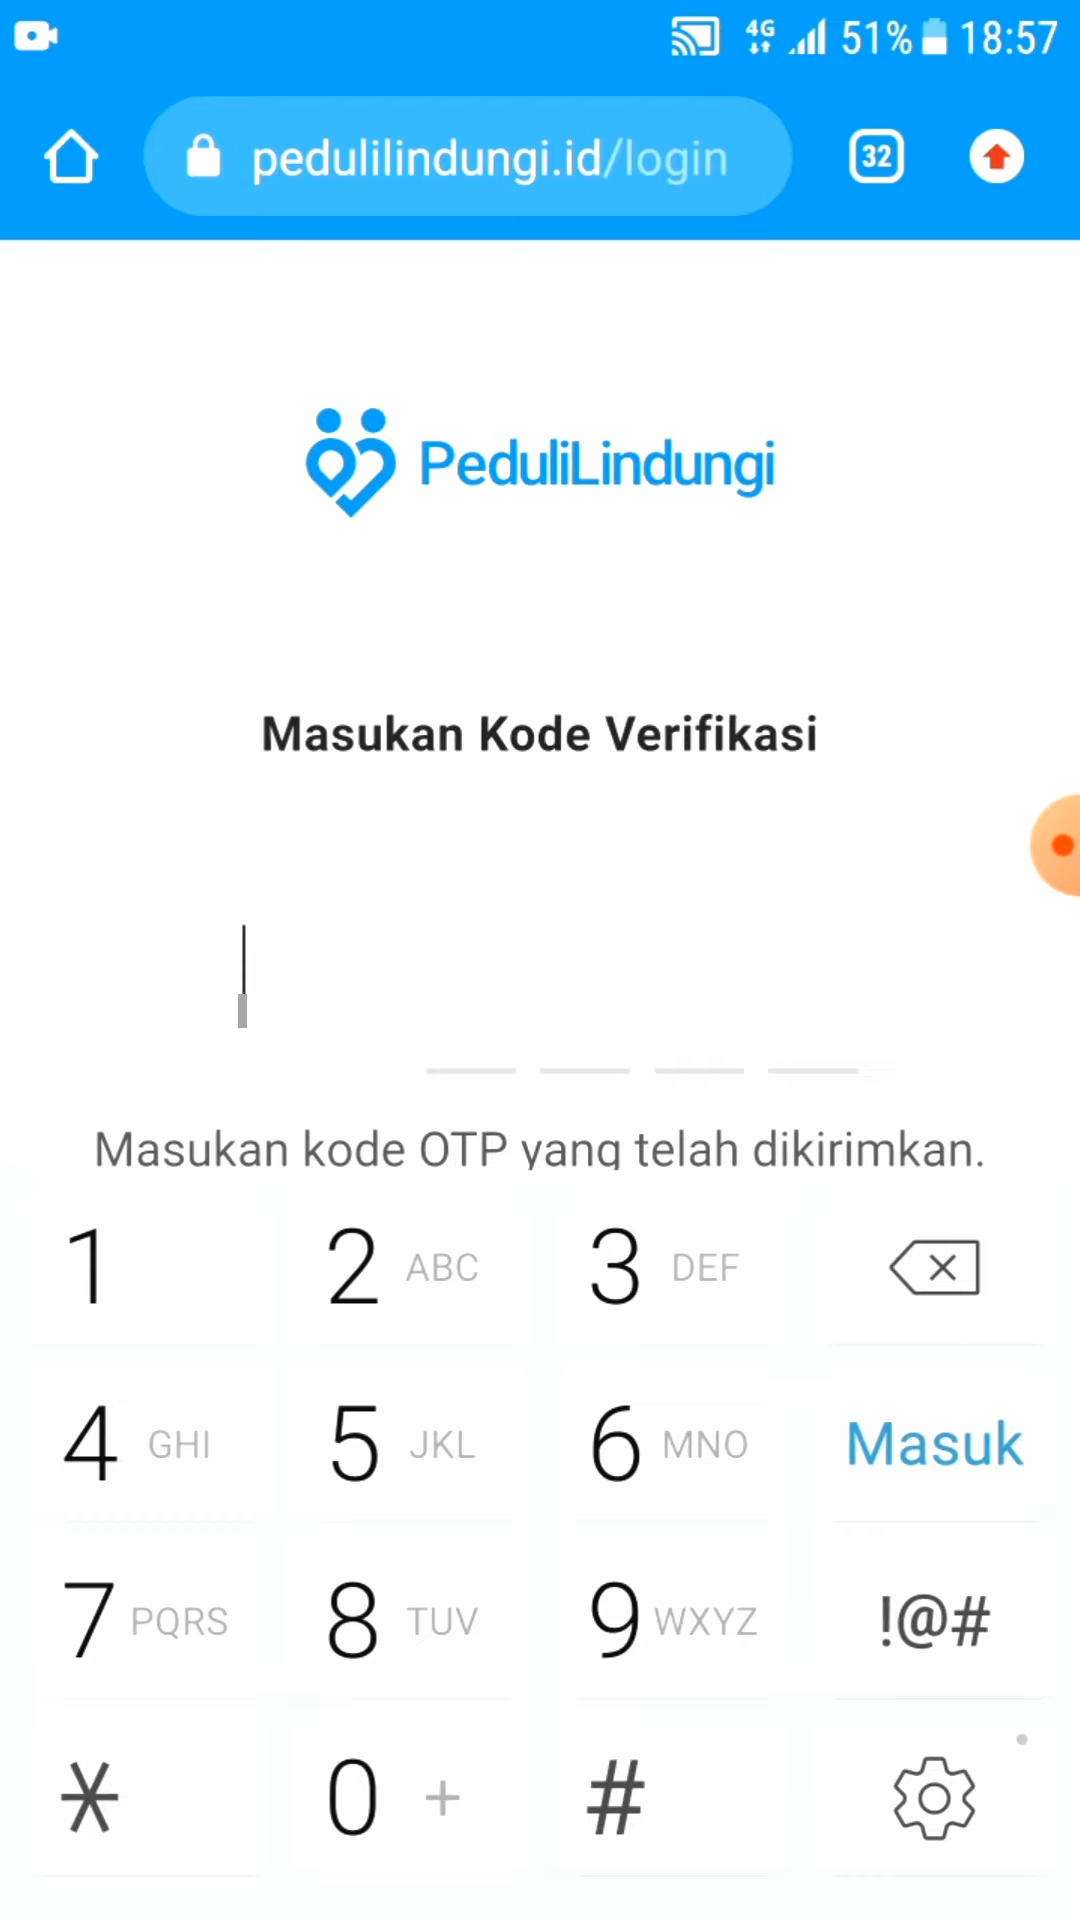 4G 51% 18:57
pedulilindungi.id/login 32
PeduliLindungi
Masukan Kode Verifikasi
Masukan kode OTP yang telah dikirimkan.
1 2 ABC 3 DEF
4 GHI 5 JKL 6 MNO Masuk
7 PQRS 8 TUV 9 WXYZ !@#
* 0 + #